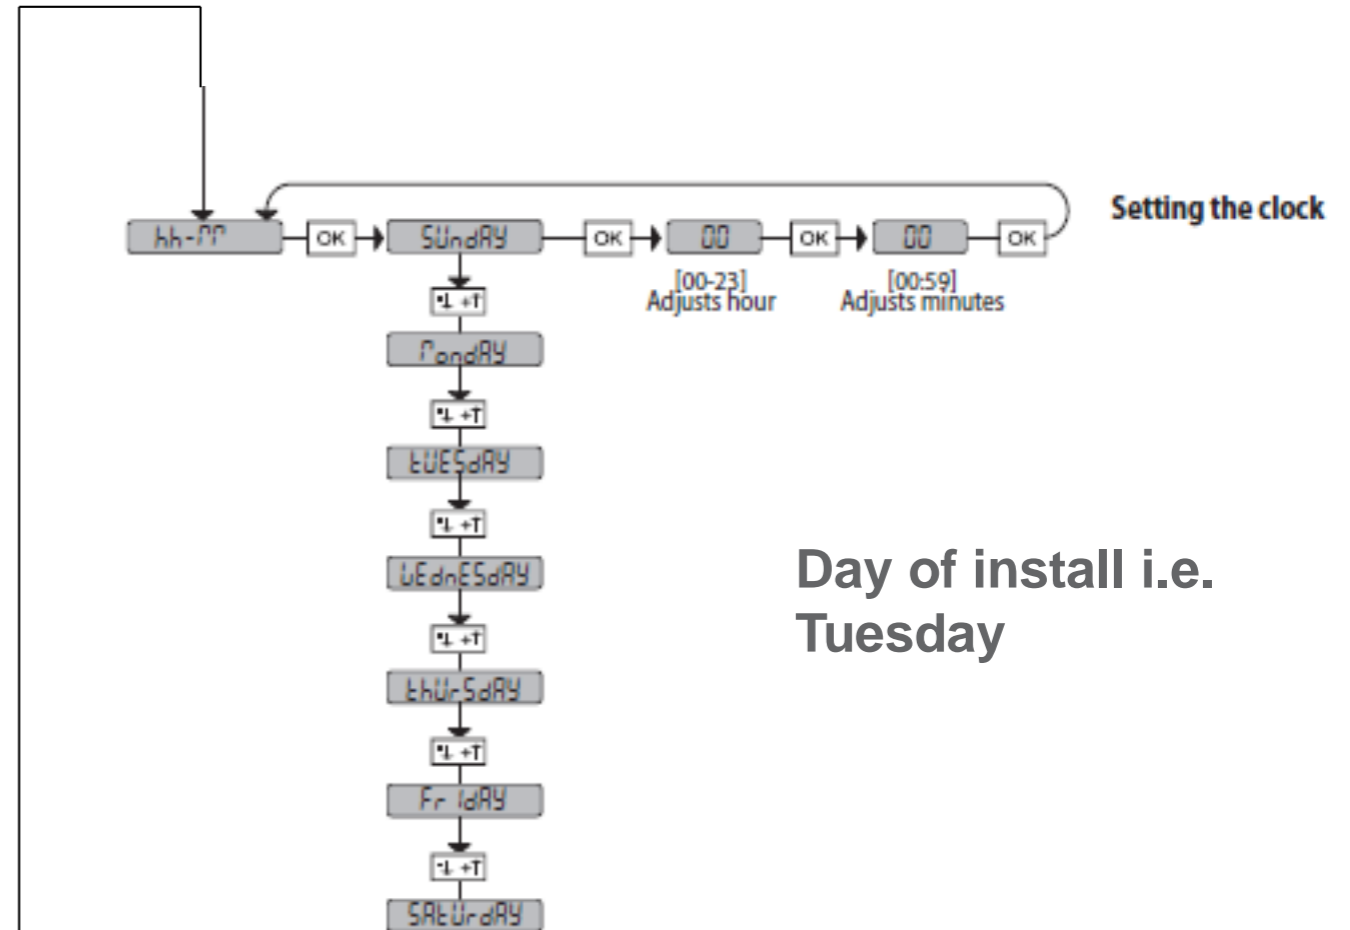 Setting the clock
hh-MM OK SUndAY OK 00 OK 00 OK
[00-23] [00:59]
Adjusts hour Adjusts minutes
-↓ +↑
MondAY
-↓ +↑
tUESdAY
-↓ +↑
WEdnESdAY
-↓ +↑
thUrSdAY
-↓ +↑
FrIdAY
-↓ +↑
SAtUrdAY
Day of install i.e.
Tuesday